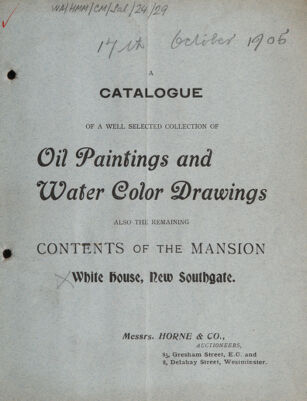 WA/HMM/CM/Sal/24/29
17th October 1906
A
CATALOGUE
OF A WELL SELECTED COLLECTION OF
Oil Paintings and
Water Color Drawings
ALSO THE REMAINING
CONTENTS OF THE MANSION
White House, New Southgate.
Messrs. HORNE & CO.,
AUCTIONEERS,
85, Gresham Street, E.C. and
8, Delahay Street, Westminster.